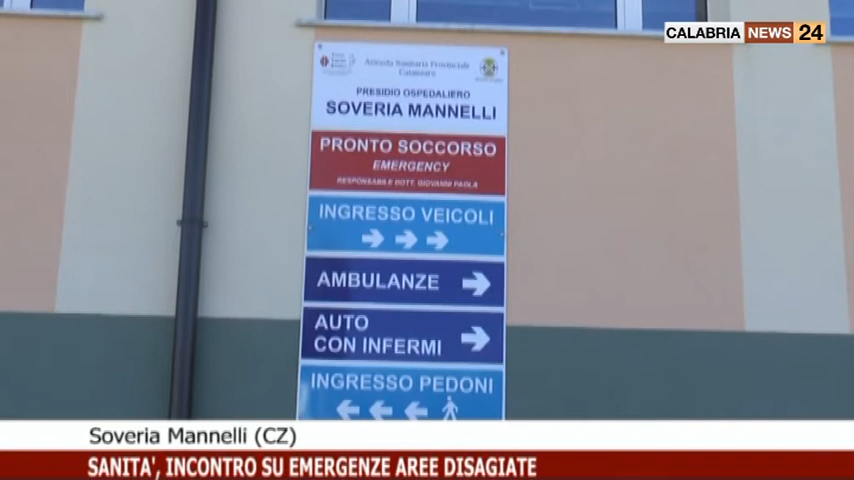 CALABRIA NEWS 24
Azienda Sanitaria Provinciale
Catanzaro
PRESIDIO OSPEDALIERO
SOVERIA MANNELLI
PRONTO SOCCORSO
EMERGENCY
RESPONSABILE DOTT. GIOVANNI PAOLA
INGRESSO VEICOLI
AMBULANZE
AUTO
CON INFERMI
INGRESSO PEDONI
Soveria Mannelli (CZ)
SANITA', INCONTRO SU EMERGENZE AREE DISAGIATE